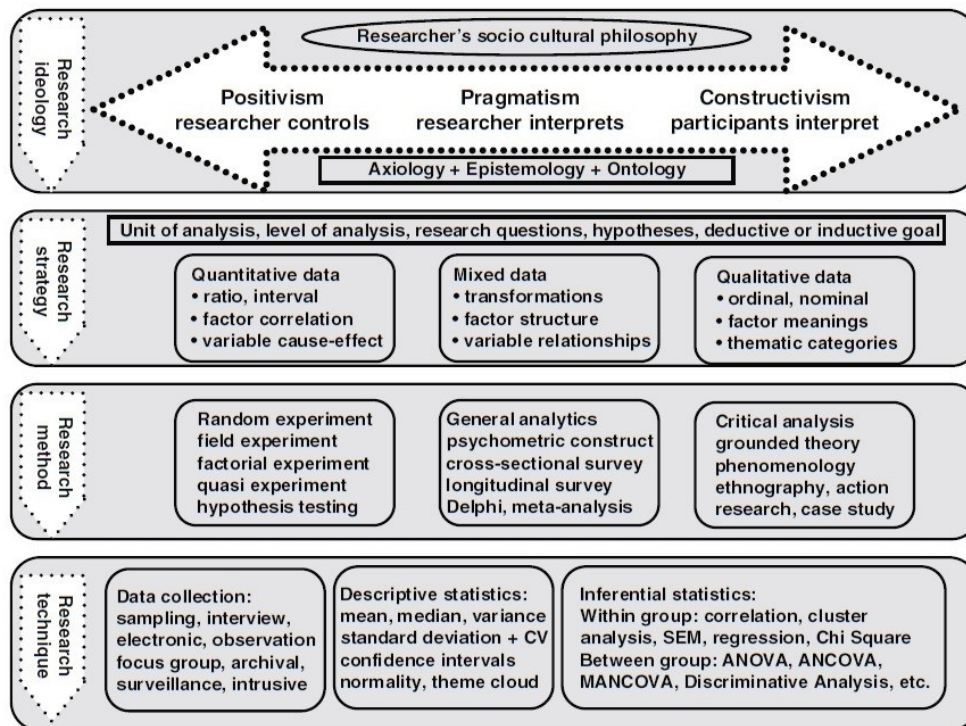 Research
ideology
Researcher's socio cultural philosophy
Positivism
researcher controls
Pragmatism
researcher interprets
Constructivism
participants interpret
Axiology + Epistemology + Ontology
Research
strategy
Unit of analysis, level of analysis, research questions, hypotheses, deductive or inductive goal
Quantitative data
• ratio, interval
• factor correlation
• variable cause-effect
Mixed data
• transformations
• factor structure
• variable relationships
Qualitative data
• ordinal, nominal
• factor meanings
• thematic categories
Research
method
Random experiment
field experiment
factorial experiment
quasi experiment
hypothesis testing
General analytics
psychometric construct
cross-sectional survey
longitudinal survey
Delphi, meta-analysis
Critical analysis
grounded theory
phenomenology
ethnography, action
research, case study
Research
technique
Data collection:
sampling, interview,
electronic, observation
focus group, archival,
surveillance, intrusive
Descriptive statistics:
mean, median, variance
standard deviation + CV
confidence intervals
normality, theme cloud
Inferential statistics:
Within group: correlation, cluster
analysis, SEM, regression, Chi Square
Between group: ANOVA, ANCOVA,
MANCOVA, Discriminative Analysis, etc.